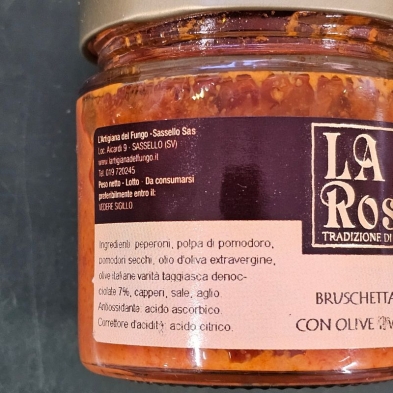 L'Artigiana del Fungo - Sassello Sas
Loc. Aicardi 9 - SASSELLO (SV)
www.lartigianadelfungo.it
Tel. 019 720245
Peso netto - Lotto - Da consumarsi
preferibilmente entro il:
VEDERE SIGILLO
Ingredienti: peperoni, polpa di pomodoro,
pomodori secchi, olio d'oliva extravergine,
olive italiane varità taggiasca denoc-
ciolate 7%, capperi, sale, aglio.
Antiossidante: acido ascorbico.
Correttore d'acidità: acido citrico.
LA
ROS
TRADIZIONE DI
BRUSCHETTA
CON OLIVE